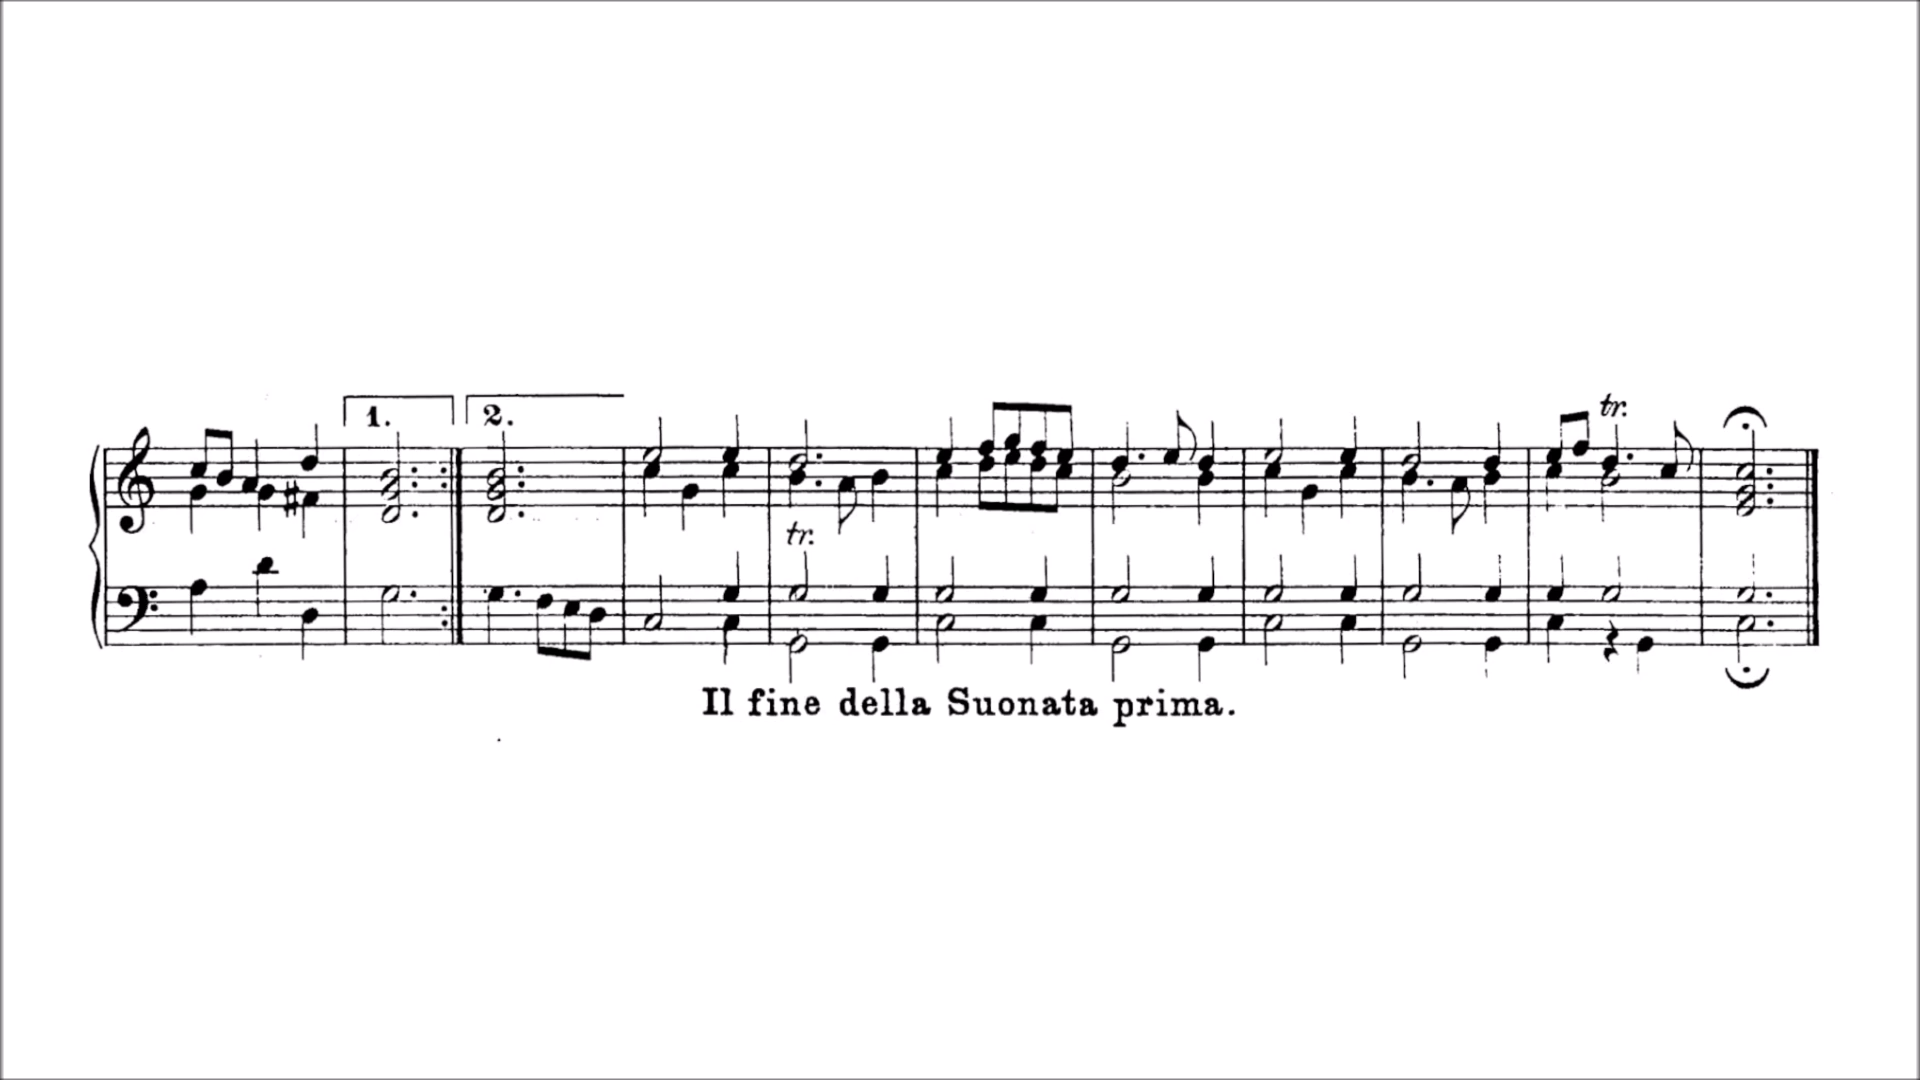 1. 2. tr.
tr.
Il fine della Suonata prima.